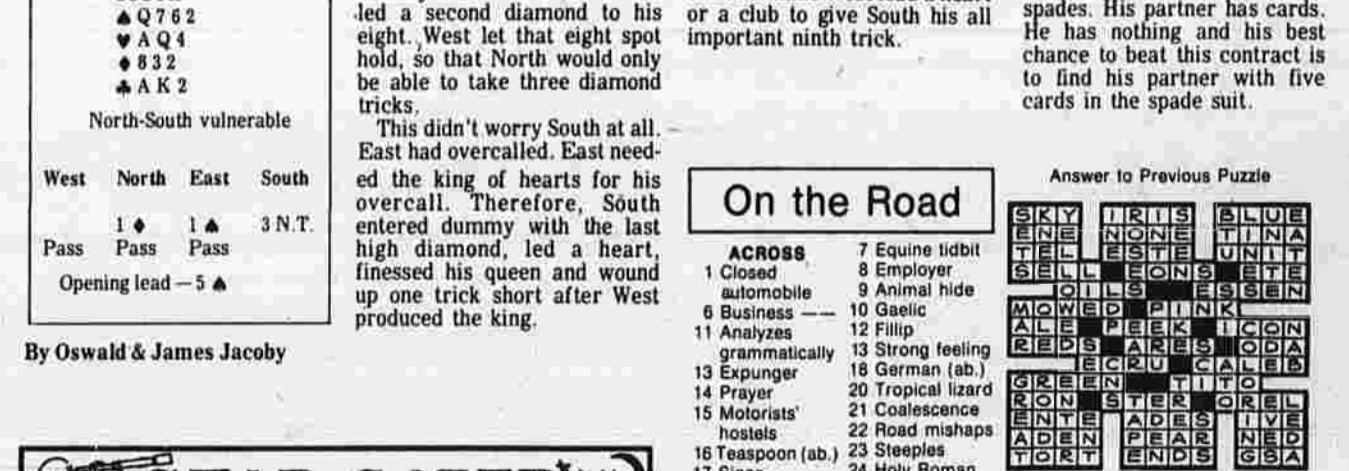 ♠ Q 7 6 2
♥ A Q 4
♦ 8 3 2
♣ A K 2
North-South vulnerable
West North East South
1 ♦ 1 ♠ 3 N.T.
Pass Pass Pass
Opening lead — 5 ♠
By Oswald & James Jacoby
led a second diamond to his
eight. West let that eight spot
hold, so that North would only
be able to take three diamond
tricks,
This didn't worry South at all.
East had overcalled. East need-
ed the king of hearts for his
overcall. Therefore, South
entered dummy with the last
high diamond, led a heart,
finessed his queen and wound
up one trick short after West
produced the king.
or a club to give South his all
important ninth trick.
spades. His partner has cards.
He has nothing and his best
chance to beat this contract is
to find his partner with five
cards in the spade suit.
On the Road
ACROSS
1 Closed
automobile
6 Business — —
11 Analyzes
grammatically
13 Expunger
14 Prayer
15 Motorists'
hostels
16 Teaspoon (ab.)
7 Equine tidbit
8 Employer
9 Animal hide
10 Gaelic
12 Fillip
13 Strong feeling
18 German (ab.)
20 Tropical lizard
21 Coalescence
22 Road mishaps
23 Steeples
24 Holy Roman
Answer to Previous Puzzle
SKY IRIS BLUE
ENE NONE TINA
TEL ESTE UNIT
SELL EONS ETE
OILS ESSEN
MOWED PINK
ALE PEEK ICON
REDS ARES ODA
ECRU CALEB
GREEN TITO
RON STER OREL
ENTE ADES IVE
ADEN PEAR NED
TORT ENDS GSA